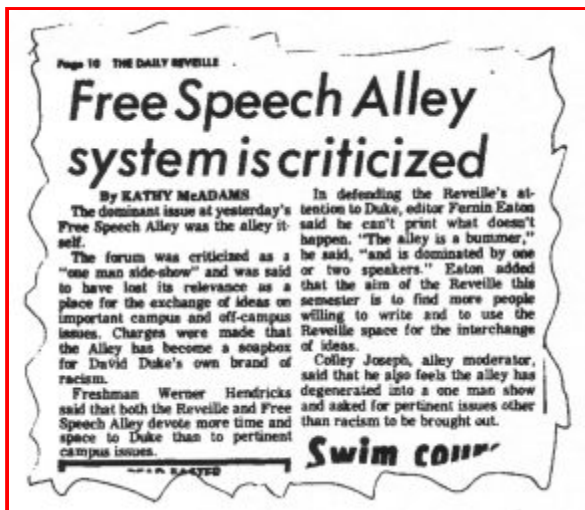 Page 10 THE DAILY REVEILLE
Free Speech Alley
system is criticized
By KATHY McADAMS
The dominant issue at yesterday's
Free Speech Alley was the alley it-
self.
The forum was criticized as a
"one man side-show" and was said
to have lost its relevance as a
place for the exchange of ideas on
important campus and off-campus
issues. Charges were made that
the Alley has become a soapbox
for David Duke's own brand of
racism.
Freshman Werner Hendricks
said that both the Reveille and Free
Speech Alley devote more time and
space to Duke than to pertinent
campus issues.
In defending the Reveille's at-
tention to Duke, editor Fernin Eaton
said he can't print what doesn't
happen. "The alley is a bummer,"
he said, "and is dominated by one
or two speakers." Eaton added
that the aim of the Reveille this
semester is to find more people
willing to write and to use the
Reveille space for the interchange
of ideas.
Colley Joseph, alley moderator,
said that he also feels the alley has
degenerated into a one man show
and asked for pertinent issues other
than racism to be brought out.
Swim